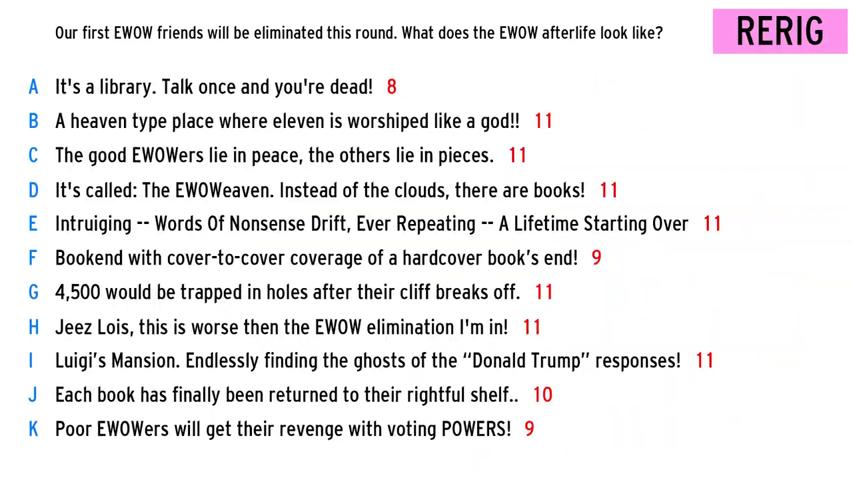 Our first EWOW friends will be eliminated this round. What does the EWOW afterlife look like?
RERIG
A It's a library. Talk once and you're dead! 8
B A heaven type place where eleven is worshiped like a god!! 11
C The good EWOWers lie in peace, the others lie in pieces. 11
D It's called: The EWOWeaven. Instead of the clouds, there are books! 11
E Intruiging -- Words Of Nonsense Drift, Ever Repeating -- A Lifetime Starting Over 11
F Bookend with cover-to-cover coverage of a hardcover book's end! 9
G 4,500 would be trapped in holes after their cliff breaks off. 11
H Jeez Lois, this is worse then the EWOW elimination I'm in! 11
I Luigi's Mansion. Endlessly finding the ghosts of the “Donald Trump” responses! 11
J Each book has finally been returned to their rightful shelf.. 10
K Poor EWOWers will get their revenge with voting POWERS! 9